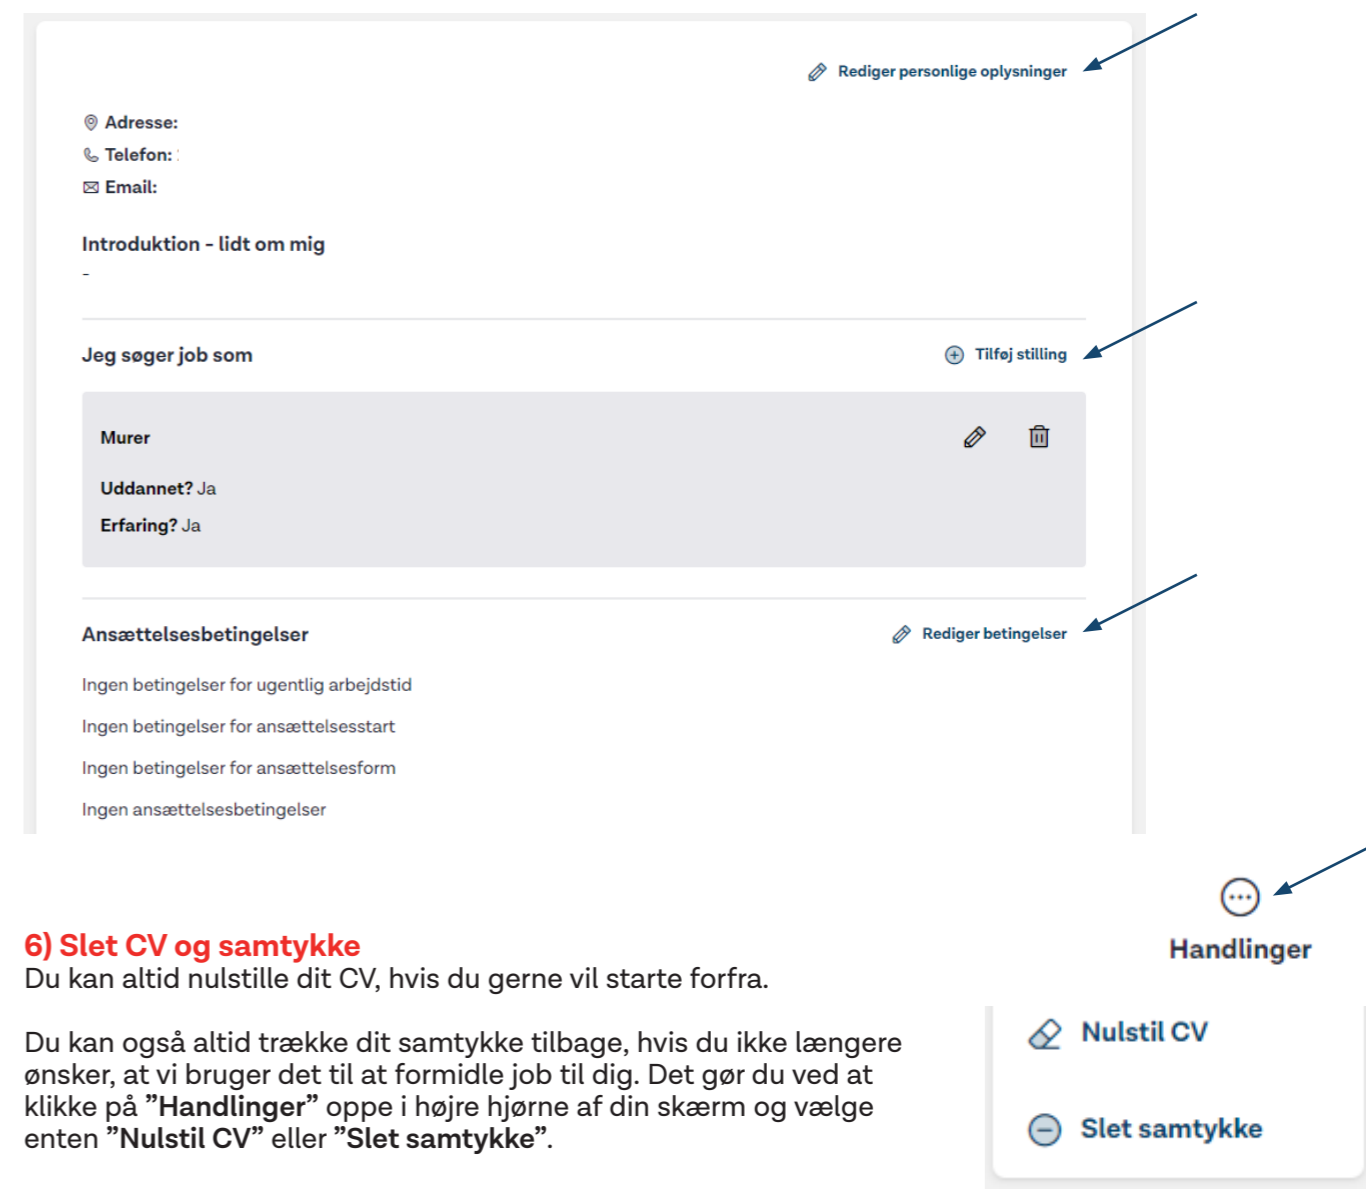 Rediger personlige oplysninger
Adresse:
Telefon:
Email:
Introduktion - lidt om mig
-
Jeg søger job som
Tilføj stilling
Murer
Uddannet? Ja
Erfaring? Ja
Ansættelsesbetingelser
Rediger betingelser
Ingen betingelser for ugentlig arbejdstid
Ingen betingelser for ansættelsesstart
Ingen betingelser for ansættelsesform
Ingen ansættelsesbetingelser
6) Slet CV og samtykke
Du kan altid nulstille dit CV, hvis du gerne vil starte forfra.
Du kan også altid trække dit samtykke tilbage, hvis du ikke længere
ønsker, at vi bruger det til at formidle job til dig. Det gør du ved at
klikke på ”Handlinger” oppe i højre hjørne af din skærm og vælge
enten ”Nulstil CV” eller ”Slet samtykke”.
Handlinger
Nulstil CV
Slet samtykke